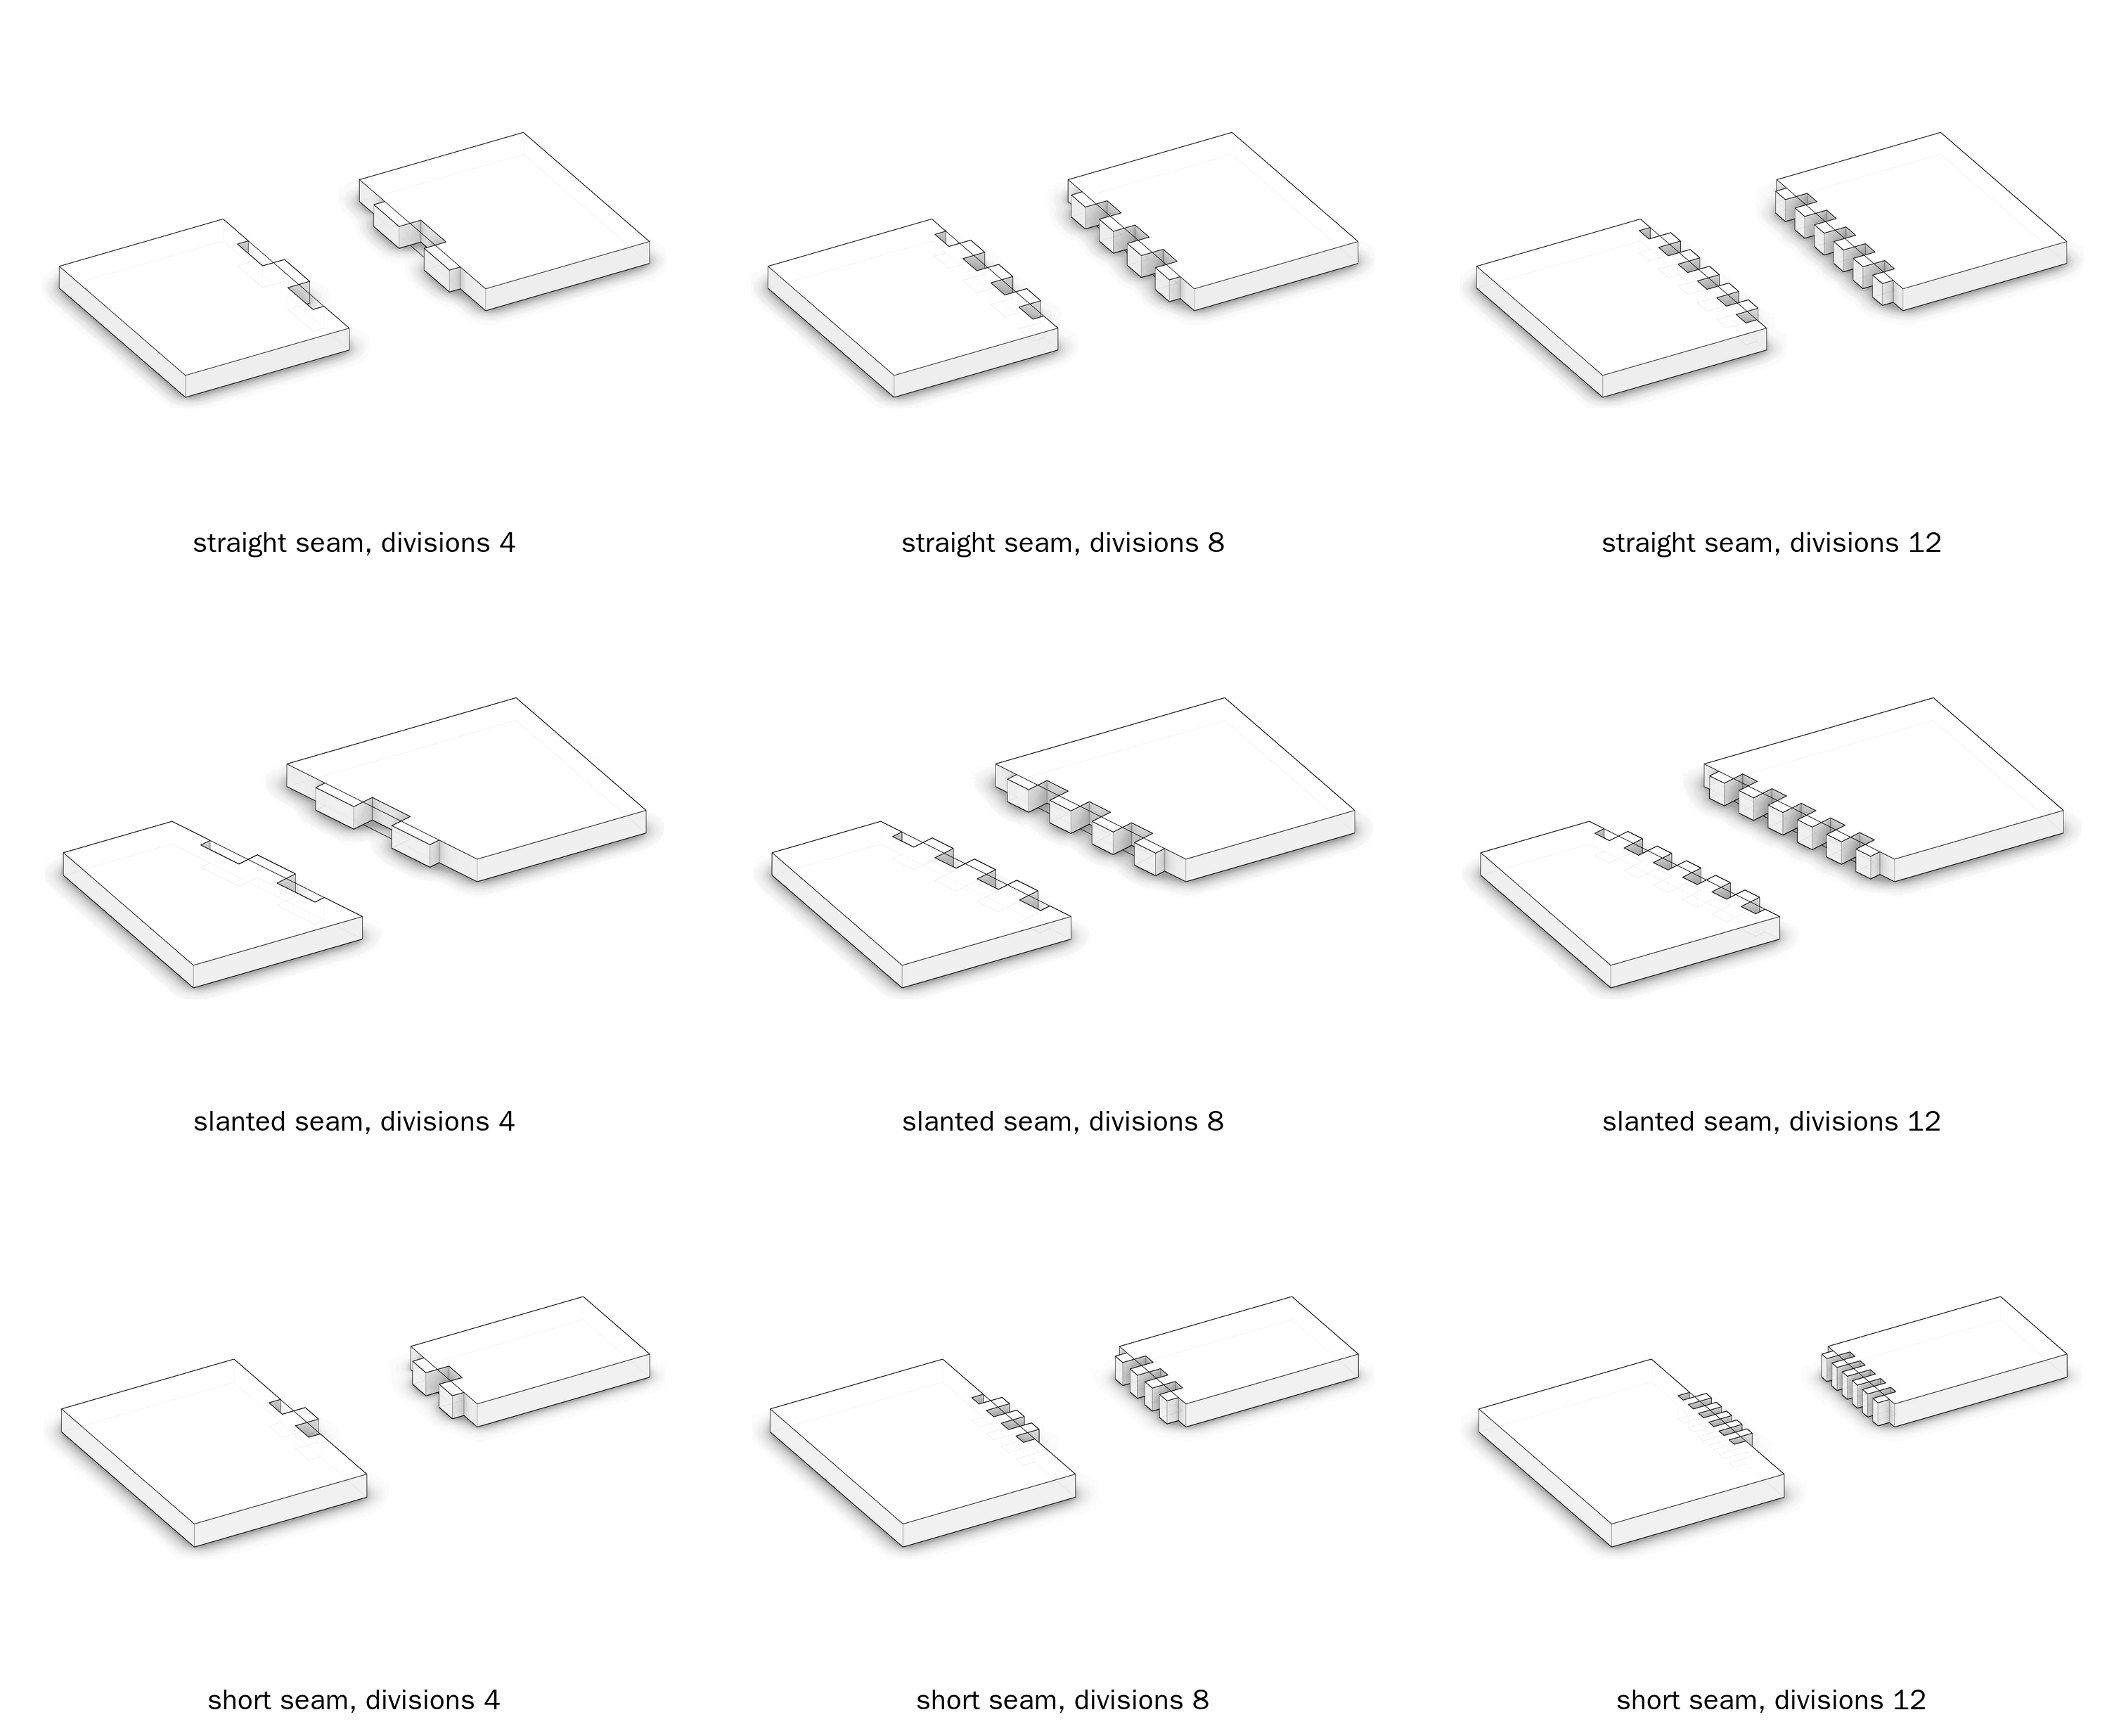 straight seam, divisions 4
straight seam, divisions 8
straight seam, divisions 12
slanted seam, divisions 4
slanted seam, divisions 8
slanted seam, divisions 12
short seam, divisions 4
short seam, divisions 8
short seam, divisions 12